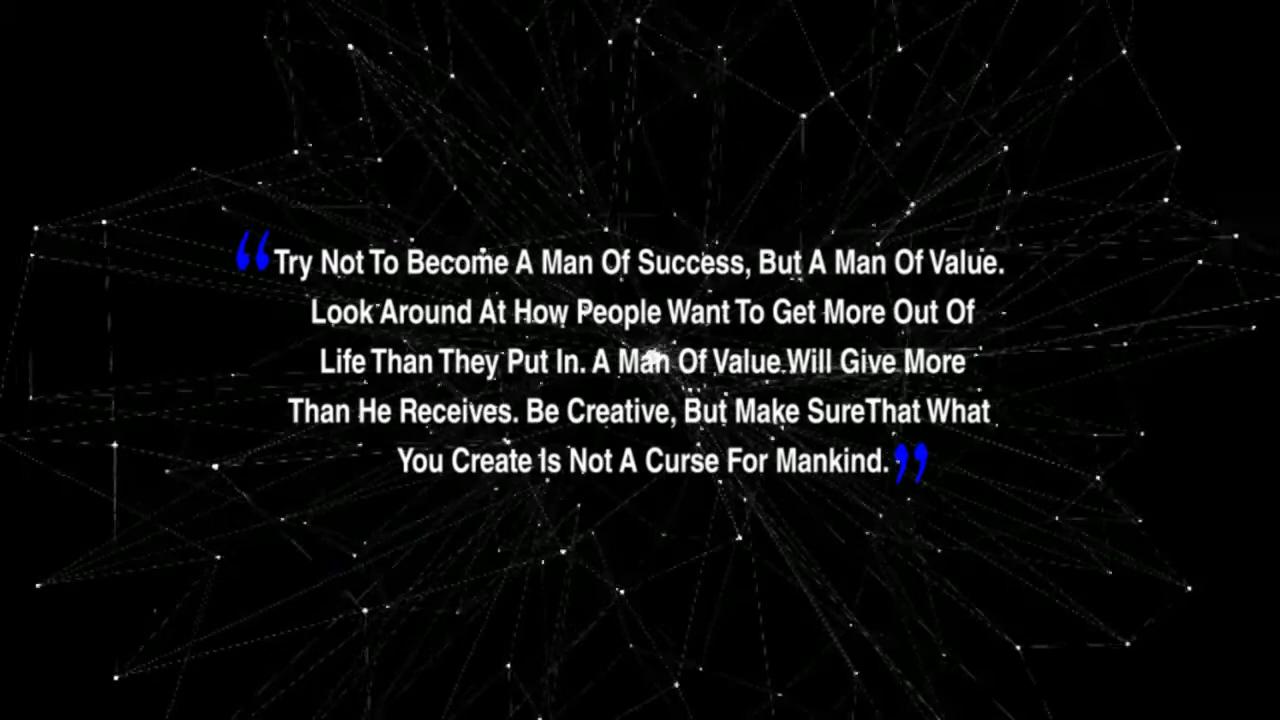 “Try Not To Become A Man Of Success, But A Man Of Value.
Look Around At How People Want To Get More Out Of
Life Than They Put In. A Man Of Value Will Give More
Than He Receives. Be Creative, But Make SureThat What
You Create Is Not A Curse For Mankind.”